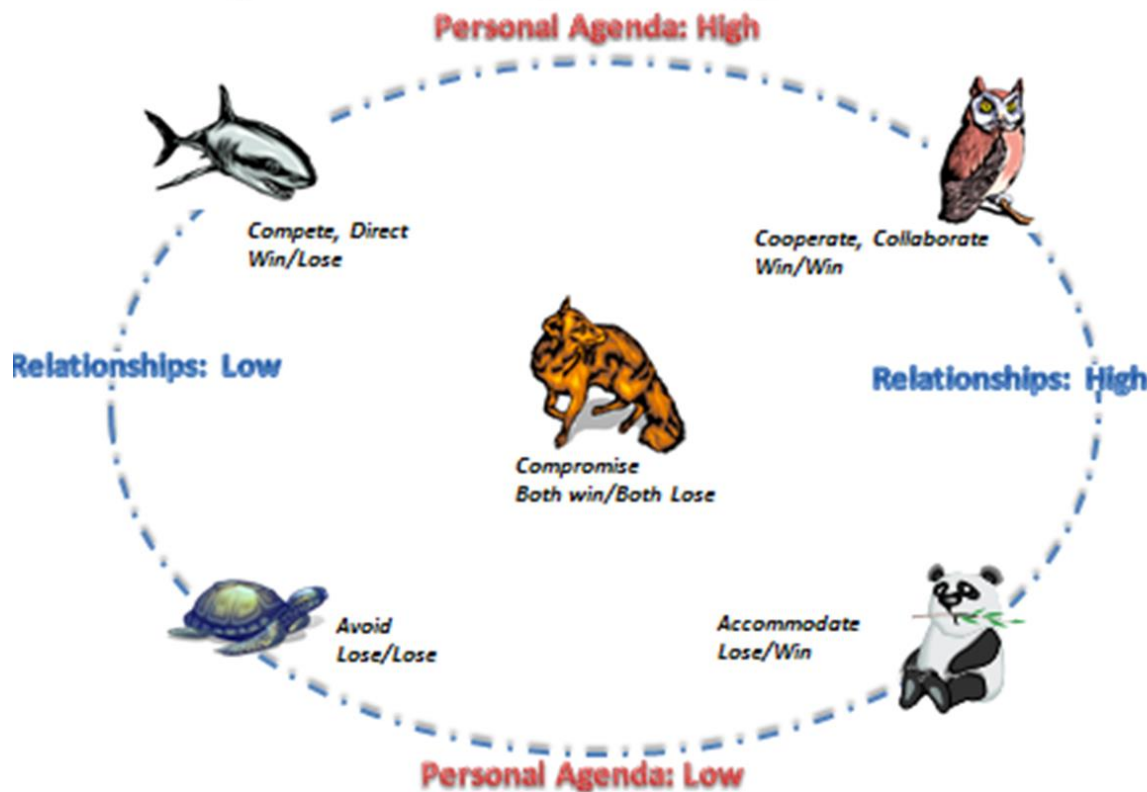 Personal Agenda: High
Compete, Direct
Win/Lose
Cooperate, Collaborate
Win/Win
Relationships: Low
Relationships: High
Compromise
Both win/Both Lose
Avoid
Lose/Lose
Accommodate
Lose/Win
Personal Agenda: Low